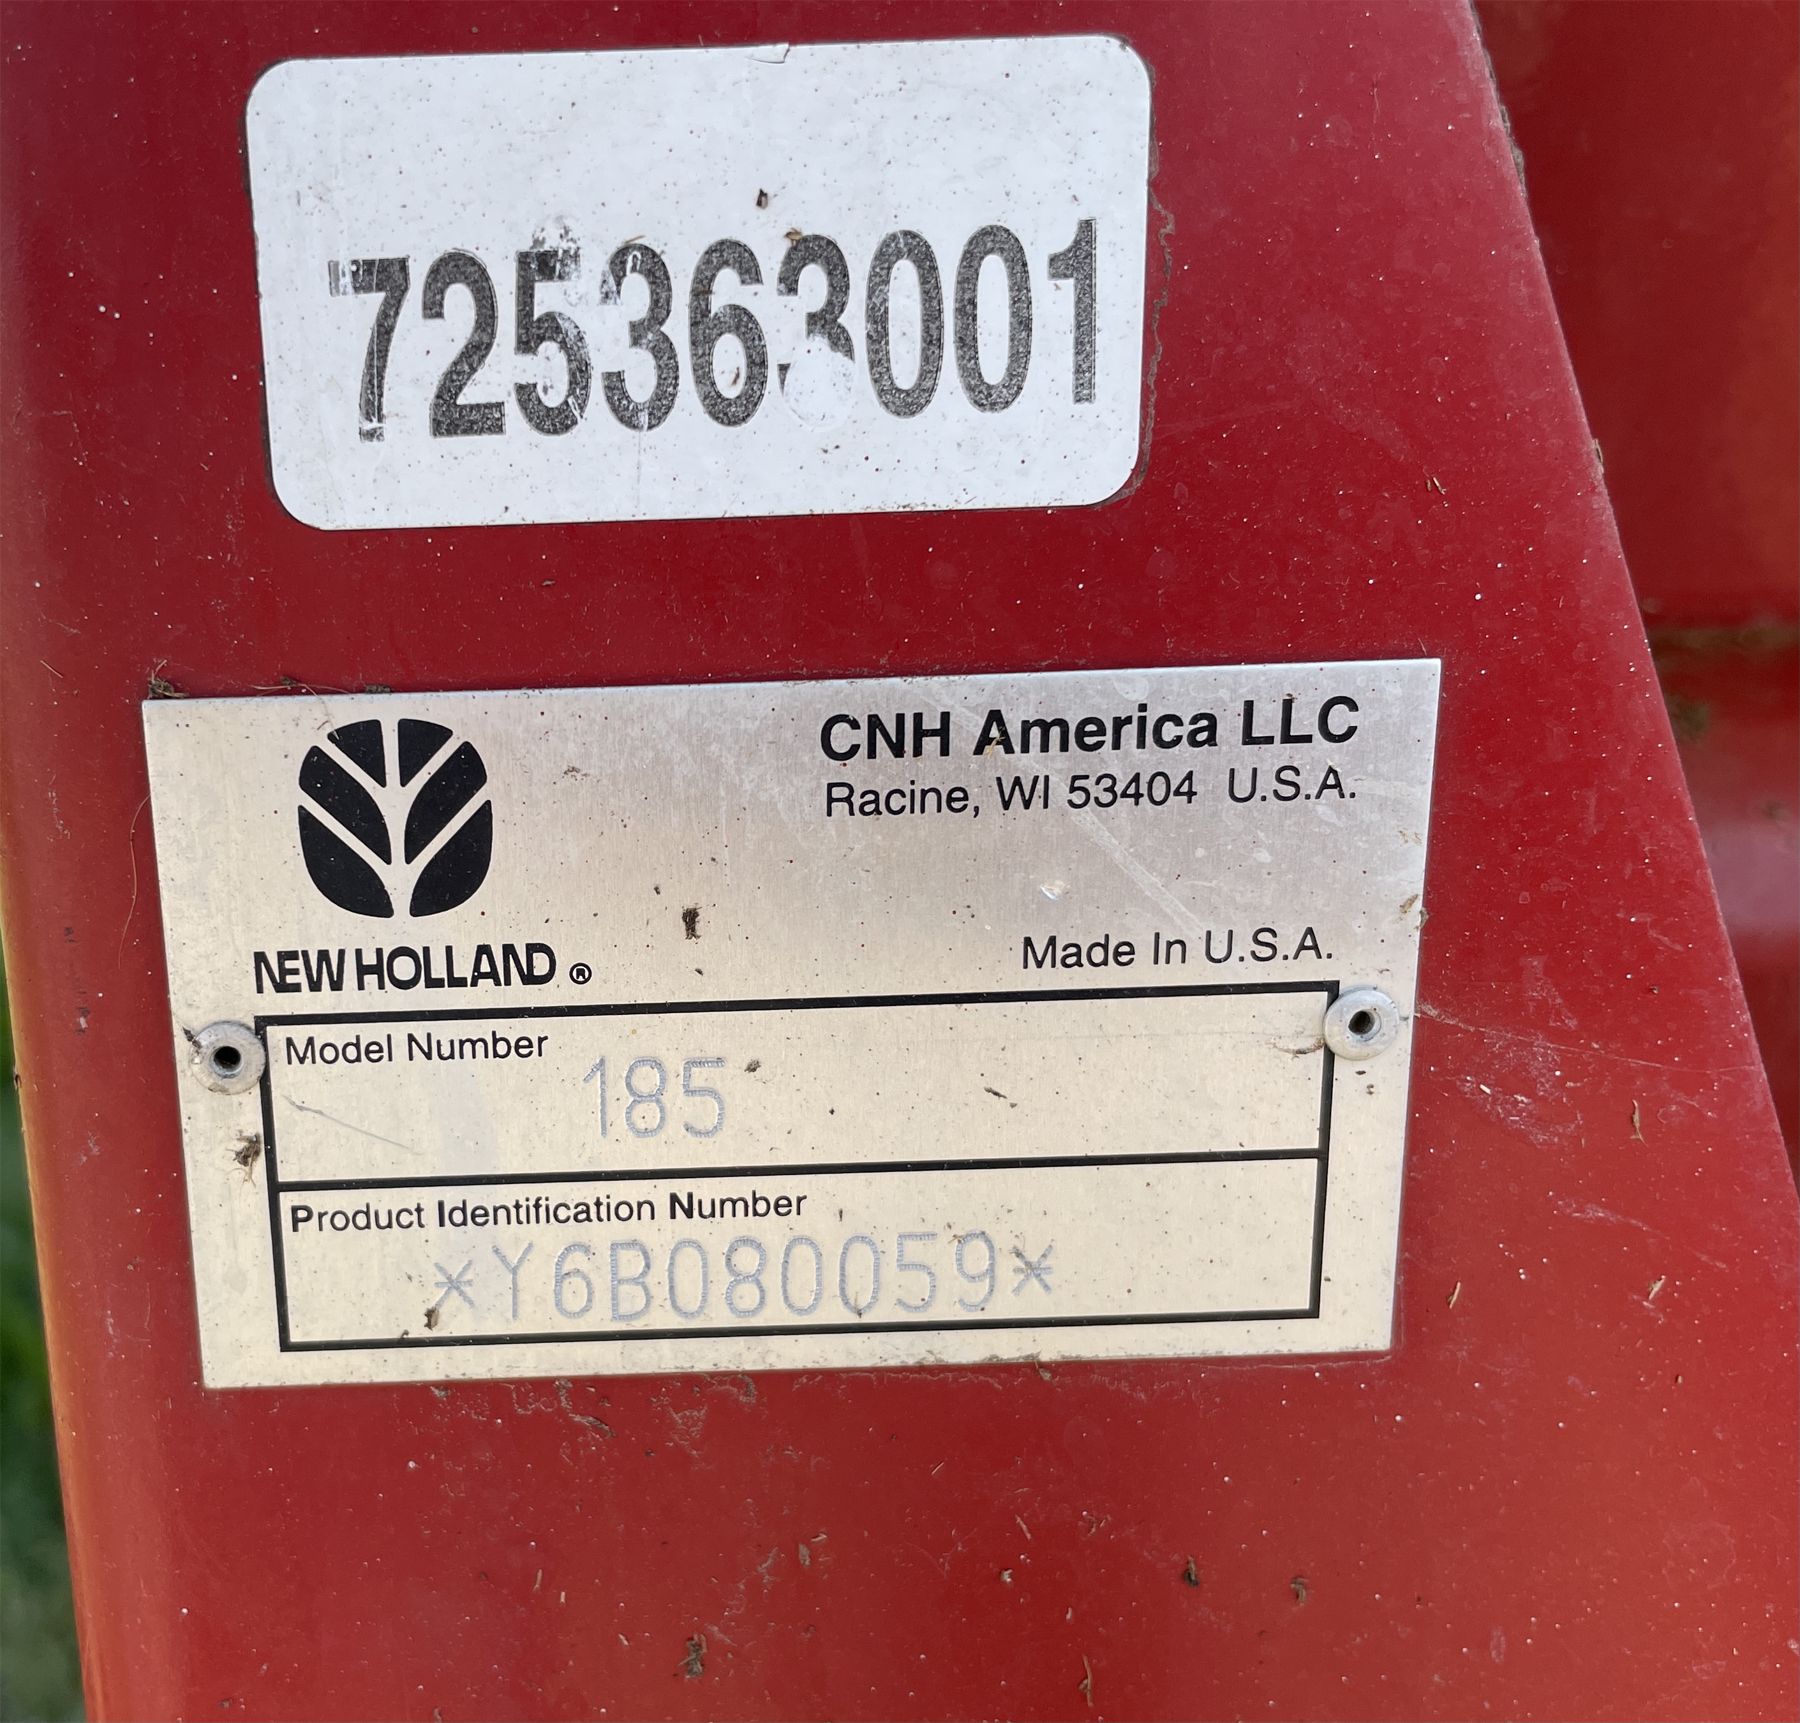 725363001
CNH America LLC
Racine, WI 53404 U.S.A.
NEW HOLLAND ®
Made In U.S.A.
Model Number
185
Product Identification Number
*Y6B080059*